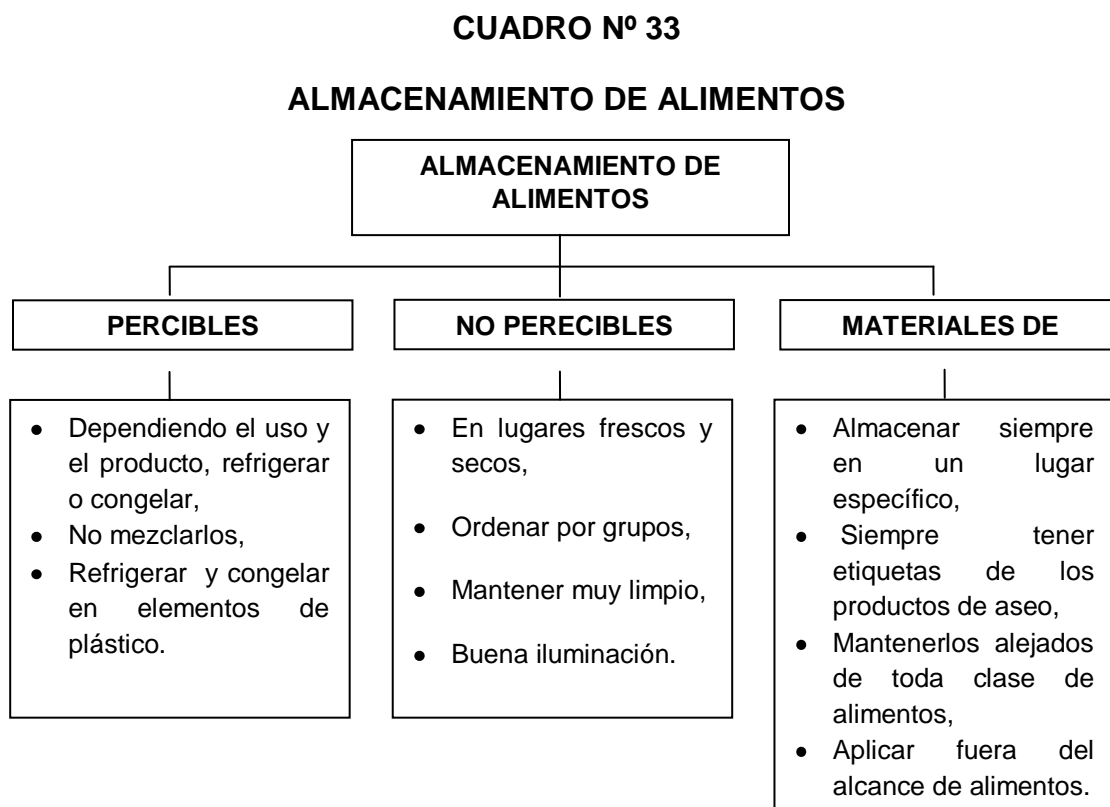 CUADRO Nº 33
ALMACENAMIENTO DE ALIMENTOS
ALMACENAMIENTO DE
ALIMENTOS
PERCIBLES
NO PERECIBLES
MATERIALES DE
• Dependiendo el uso y
el producto, refrigerar
o congelar,
• No mezclarlos,
• Refrigerar y congelar
en elementos de
plástico.
• En lugares frescos y
secos,
• Ordenar por grupos,
• Mantener muy limpio,
• Buena iluminación.
• Almacenar siempre
en un lugar
específico,
• Siempre tener
etiquetas de los
productos de aseo,
• Mantenerlos alejados
de toda clase de
alimentos,
• Aplicar fuera del
alcance de alimentos.